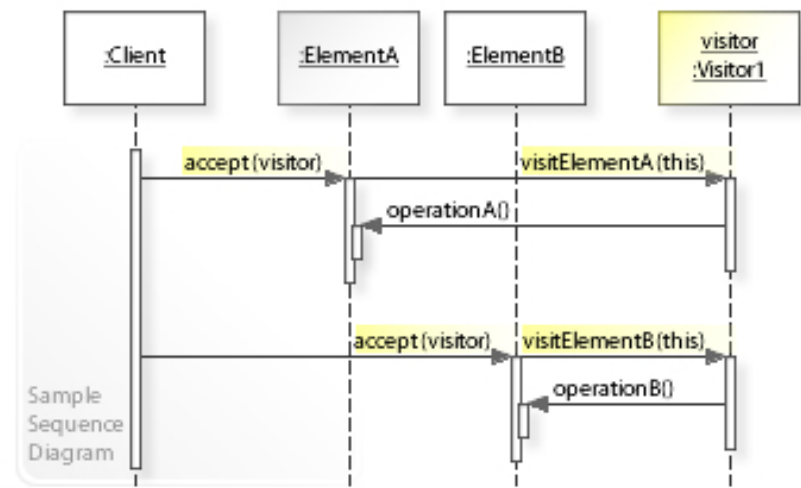 :Client
:ElementA
:ElementB
visitor
:Visitor1
accept(visitor)
visitElementA(this)
operationA()
accept(visitor)
visitElementB(this)
operationB()
Sample
Sequence
Diagram